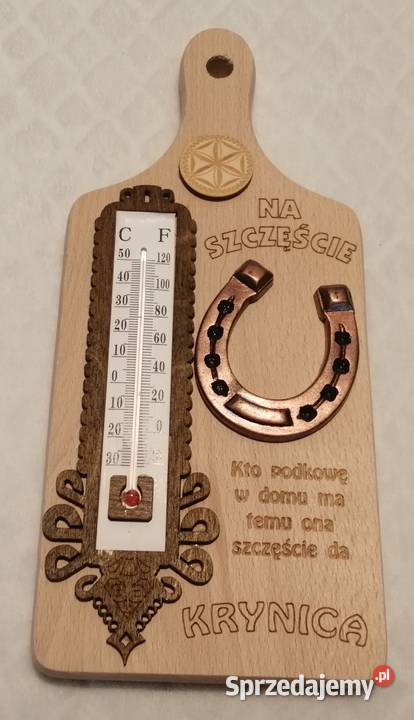 NA
SZCZĘŚCIE
C F
50 120
40 100
30 80
20 60
10 40
0
10 20
20 0
30
Kto podkowę
w domu ma
temu ona
szczęście da
KRYNICA
Sprzedajemy.pl